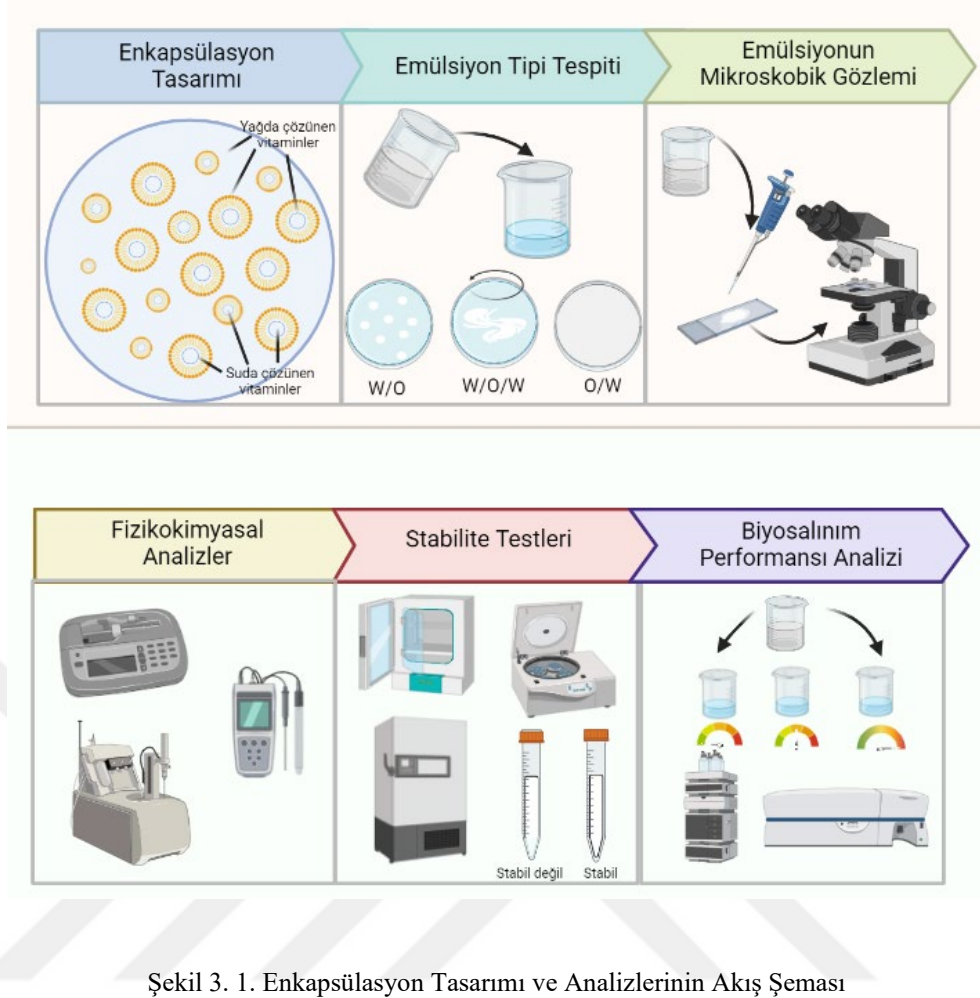 Enkapsülasyon
Tasarımı
Emülsiyon Tipi Tespiti
Emülsiyonun
Mikroskobik Gözlemi
Yağda çözünen
vitaminler
Suda çözünen
vitaminler
W/O
W/O/W
O/W
Fizikokimyasal
Analizler
Stabilite Testleri
Biyosalınım
Performansı Analizi
Stabil değil
Stabil
Şekil 3. 1. Enkapsülasyon Tasarımı ve Analizlerinin Akış Şeması